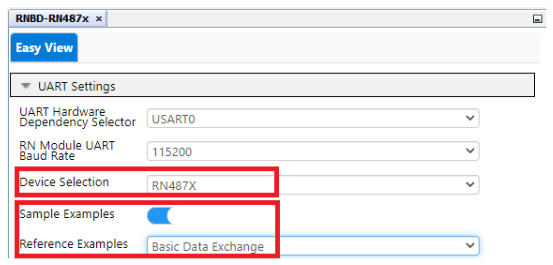 RNBD-RN487x ×
Easy View
UART Settings
UART Hardware
Dependency Selector
USART0
RN Module UART
Baud Rate
115200
Device Selection
RN487X
Sample Examples
Reference Examples
Basic Data Exchange